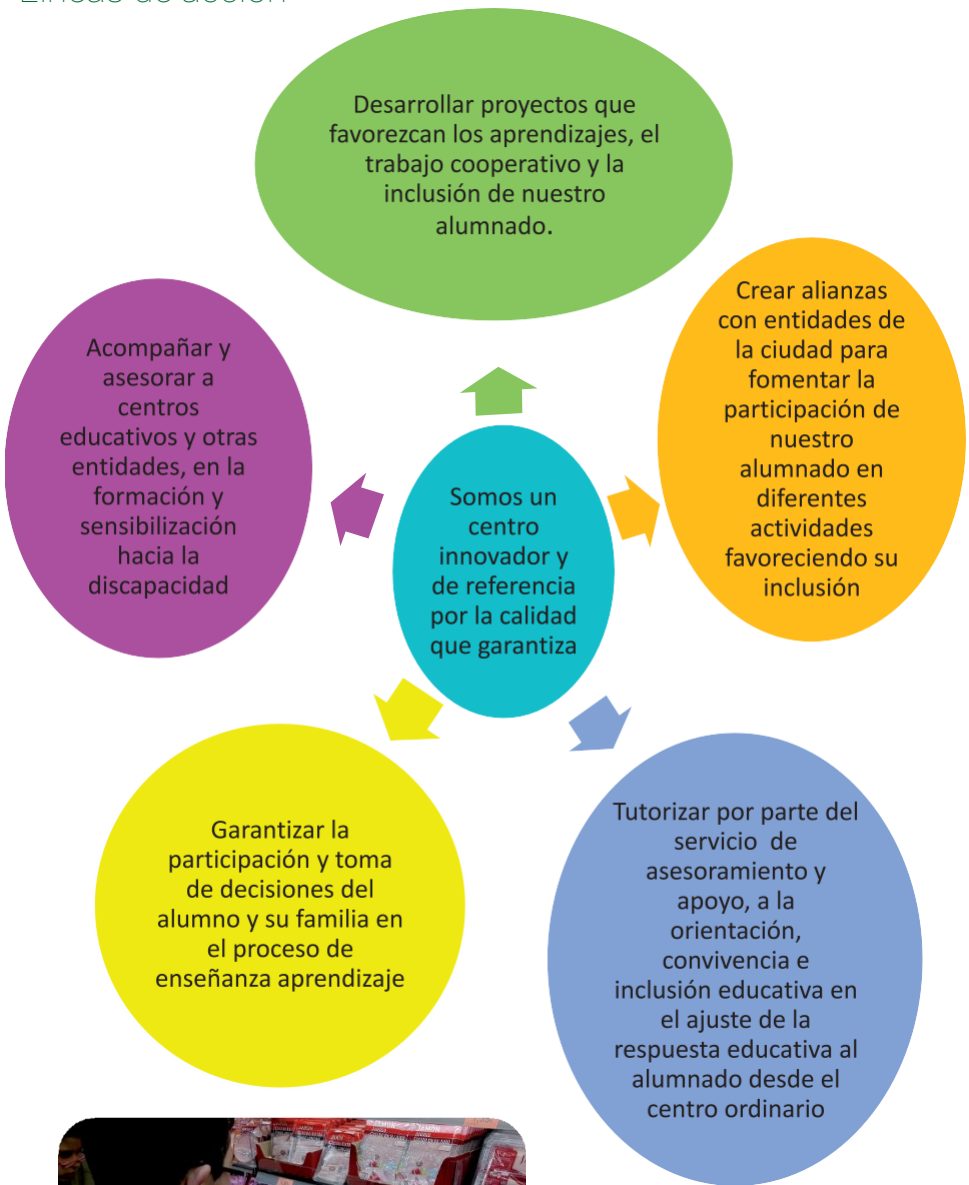 Líneas de acción
Desarrollar proyectos que
favorezcan los aprendizajes, el
trabajo cooperativo y la
inclusión de nuestro
alumnado.
Crear alianzas
con entidades de
la ciudad para
fomentar la
participación de
nuestro
alumnado en
diferentes
actividades
favoreciendo su
inclusión
Acompañar y
asesorar a
centros
educativos y otras
entidades, en la
formación y
sensibilización
hacia la
discapacidad
Somos un
centro
innovador y
de referencia
por la calidad
que garantiza
Garantizar la
participación y toma
de decisiones del
alumno y su familia en
el proceso de
enseñanza aprendizaje
Tutorizar por parte del
servicio de
asesoramiento y
apoyo, a la
orientación,
convivencia e
inclusión educativa en
el ajuste de la
respuesta educativa al
alumnado desde el
centro ordinario